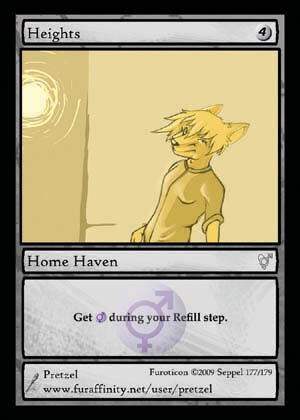 Heights 4
Home Haven
Get during your Refill step.
Pretzel Furoticon ©2009 Seppel 177/179
www.furaffinity.net/user/pretzel